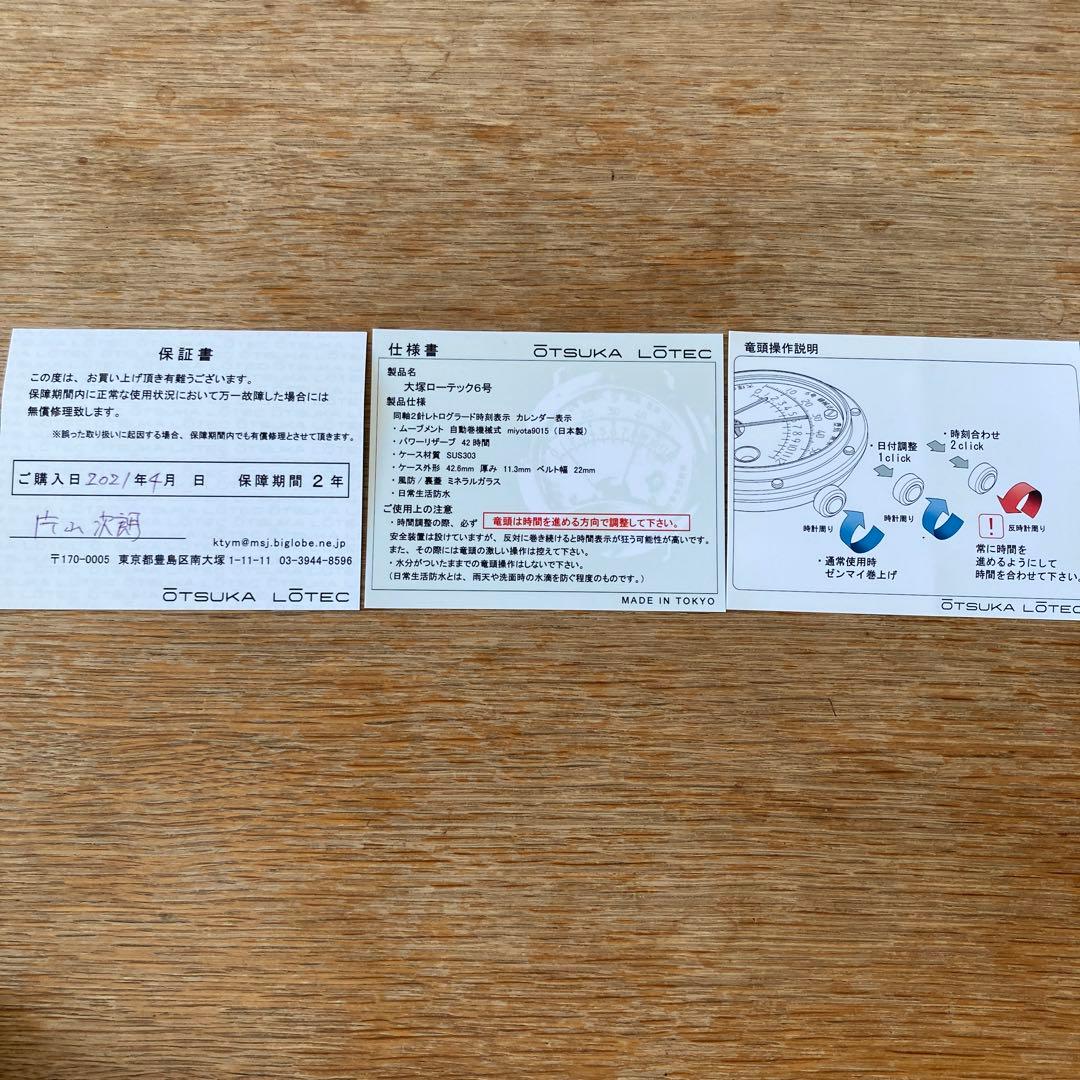 保証書
この度は、お買い上げ頂き有難うございます。
保障期間内に正常な使用状況において万一故障した場合には
無償修理致します。
※誤った取り扱いに起因する場合、保障期間内でも有償修理とさせて頂きます。
ご購入日 2021年4月 日 保障期間 2 年
片山次朗
ktym@msj.biglobe.ne.jp
〒170-0005 東京都豊島区南大塚 1-11-11 03-3944-8596
ŌTSUKA LŌTEC
仕様書 ŌTSUKA LŌTEC
製品名
大塚ローテック6号
製品仕様
同軸2針レトログラード時刻表示 カレンダー表示
・ムーブメント 自動巻機械式 miyota9015（日本製）
・パワーリザーブ 42時間
・ケース材質 SUS303
・ケース外形 42.6mm 厚み 11.3mm ベルト幅 22mm
・風防/裏蓋 ミネラルガラス
・日常生活防水
ご使用上の注意
・時間調整の際、必ず 竜頭は時間を進める方向で調整して下さい。
安全装置は設けていますが、反対に巻き続けると時間表示が狂う可能性が高いです。
また、その際には竜頭の激しい操作は控えて下さい。
・水分がついたままでの竜頭操作はしないで下さい。
（日常生活防水とは、雨天や洗面時の水滴を防ぐ程度のものです。）
MADE IN TOKYO
竜頭操作説明
・時刻合わせ
2click
・日付調整
1click
時計周り
時計周り
!
反時計周り
・通常使用時
ゼンマイ巻上げ
常に時間を
進めるようにして
時間を合わせて下さい。
ŌTSUKA LŌTEC